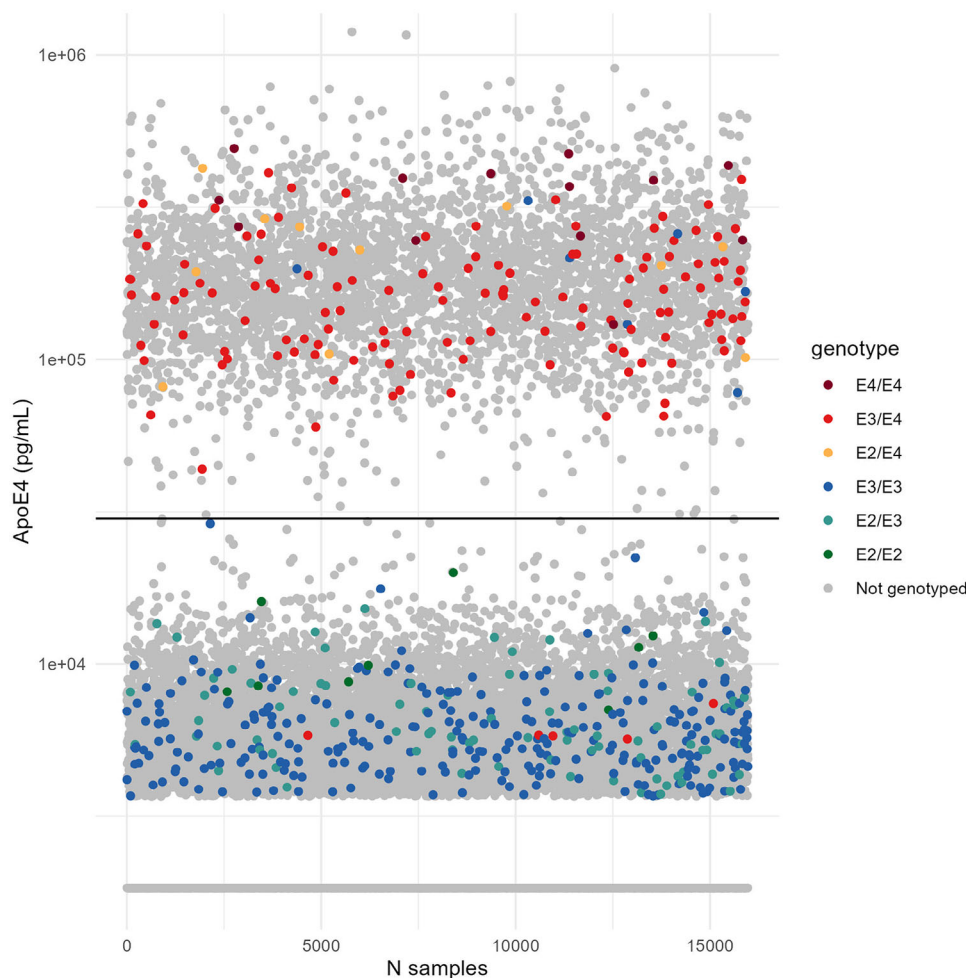 1e+06
1e+05
1e+04
ApoE4 (pg/mL)
0
5000
10000
15000
N samples
genotype
E4/E4
E3/E4
E2/E4
E3/E3
E2/E3
E2/E2
Not genotyped